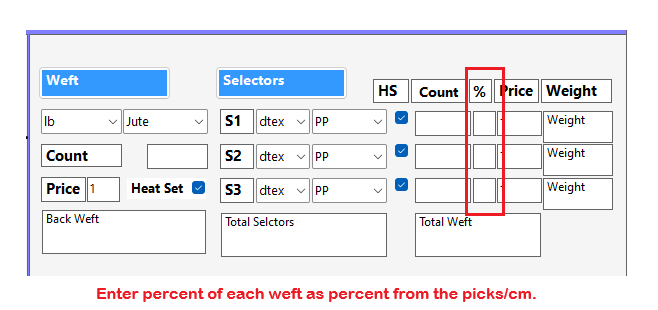 Weft Selectors
HS Count % Price Weight
lb Jute S1 dtex PP Weight
Count S2 dtex PP Weight
Price 1 Heat Set S3 dtex PP Weight
Back Weft Total Selctors Total Weft
Enter percent of each weft as percent from the picks/cm.